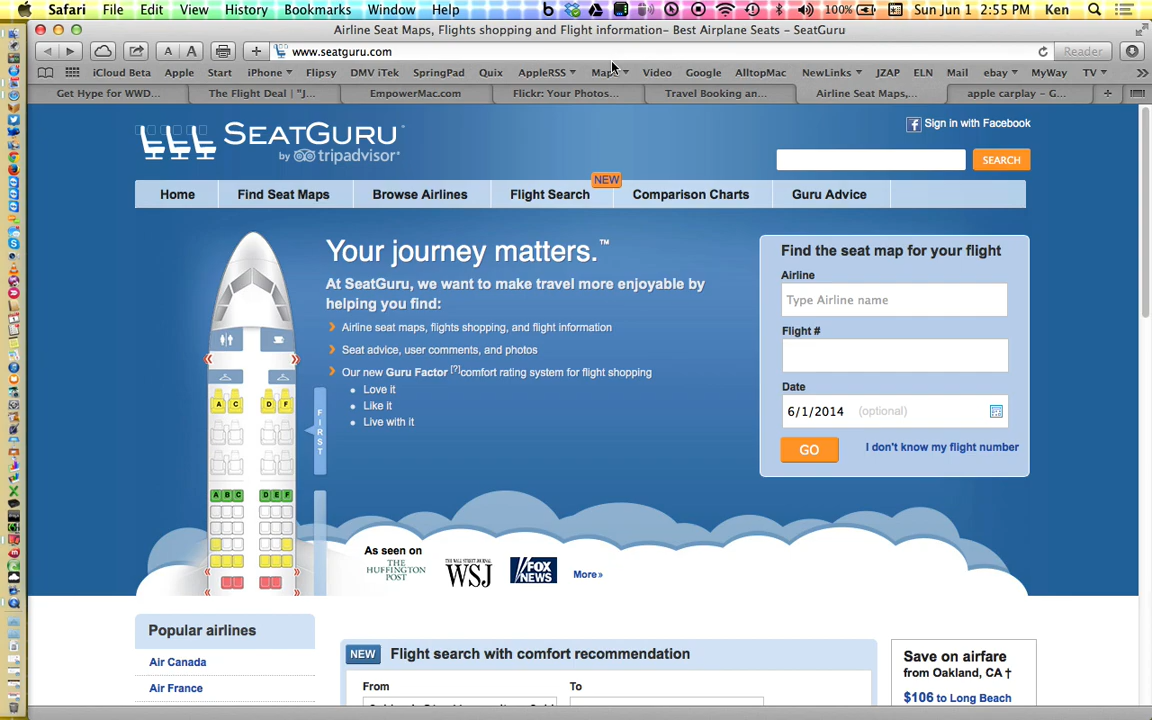 Safari File Edit View History Bookmarks Window Help 100% Sun Jun 1 2:55 PM Ken
Airline Seat Maps, Flights shopping and Flight information- Best Airplane Seats – SeatGuru
A A www.seatguru.com Reader
iCloud Beta Apple Start iPhone Flipsy DMV iTek SpringPad Quix AppleRSS Maps Video Google AlltopMac NewLinks JZAP ELN Mail ebay MyWay TV
Get Hype for WWD... The Flight Deal | "J... EmpowerMac.com Flickr: Your Photos... Travel Booking an... Airline Seat Maps,... apple carplay – G...
Sign in with Facebook
SEATGURU
by tripadvisor
SEARCH
NEW
Home Find Seat Maps Browse Airlines Flight Search Comparison Charts Guru Advice
Your journey matters.™
At SeatGuru, we want to make travel more enjoyable by
helping you find:
Airline seat maps, flights shopping, and flight information
Seat advice, user comments, and photos
Our new Guru Factor [?]comfort rating system for flight shopping
Love it
Like it
Live with it
A C D F
FIRST
A B C D E F
Find the seat map for your flight
Airline
Type Airline name
Flight #
Date
6/1/2014 (optional)
GO I don't know my flight number
As seen on
THE
HUFFINGTON
POST
THE WALL STREET JOURNAL
WSJ
FOX
NEWS
More»
Popular airlines
Air Canada
Air France
NEW Flight search with comfort recommendation
From To
Save on airfare
from Oakland, CA †
$106 to Long Beach